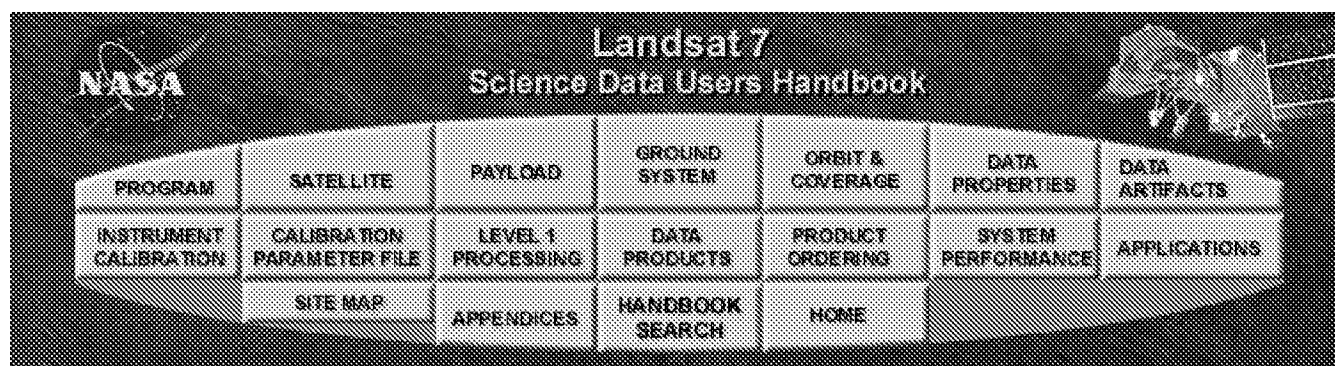 NASA
Landsat 7
Science Data Users Handbook
PROGRAM
SATELLITE
PAYLOAD
GROUND
SYSTEM
ORBIT &
COVERAGE
DATA
PROPERTIES
DATA
ARTIFACTS
INSTRUMENT
CALIBRATION
CALIBRATION
PARAMETER FILE
LEVEL 1
PROCESSING
DATA
PRODUCTS
PRODUCT
ORDERING
SYSTEM
PERFORMANCE
APPLICATIONS
SITE MAP
APPENDICES
HANDBOOK
SEARCH
HOME